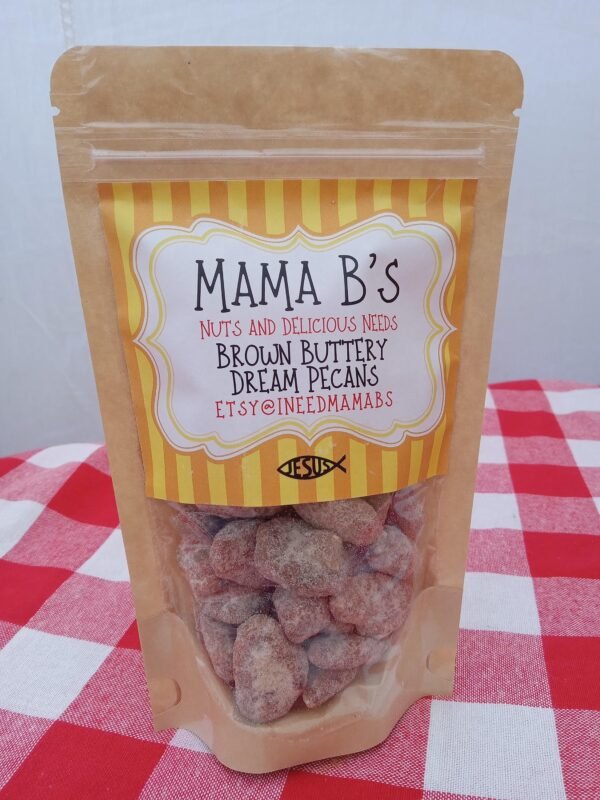 MAMA B'S
NUTS AND DELICIOUS NEEDS
BROWN BUTTERY
DREAM PECANS
ETSY@INEEDMAMABS
JESUS